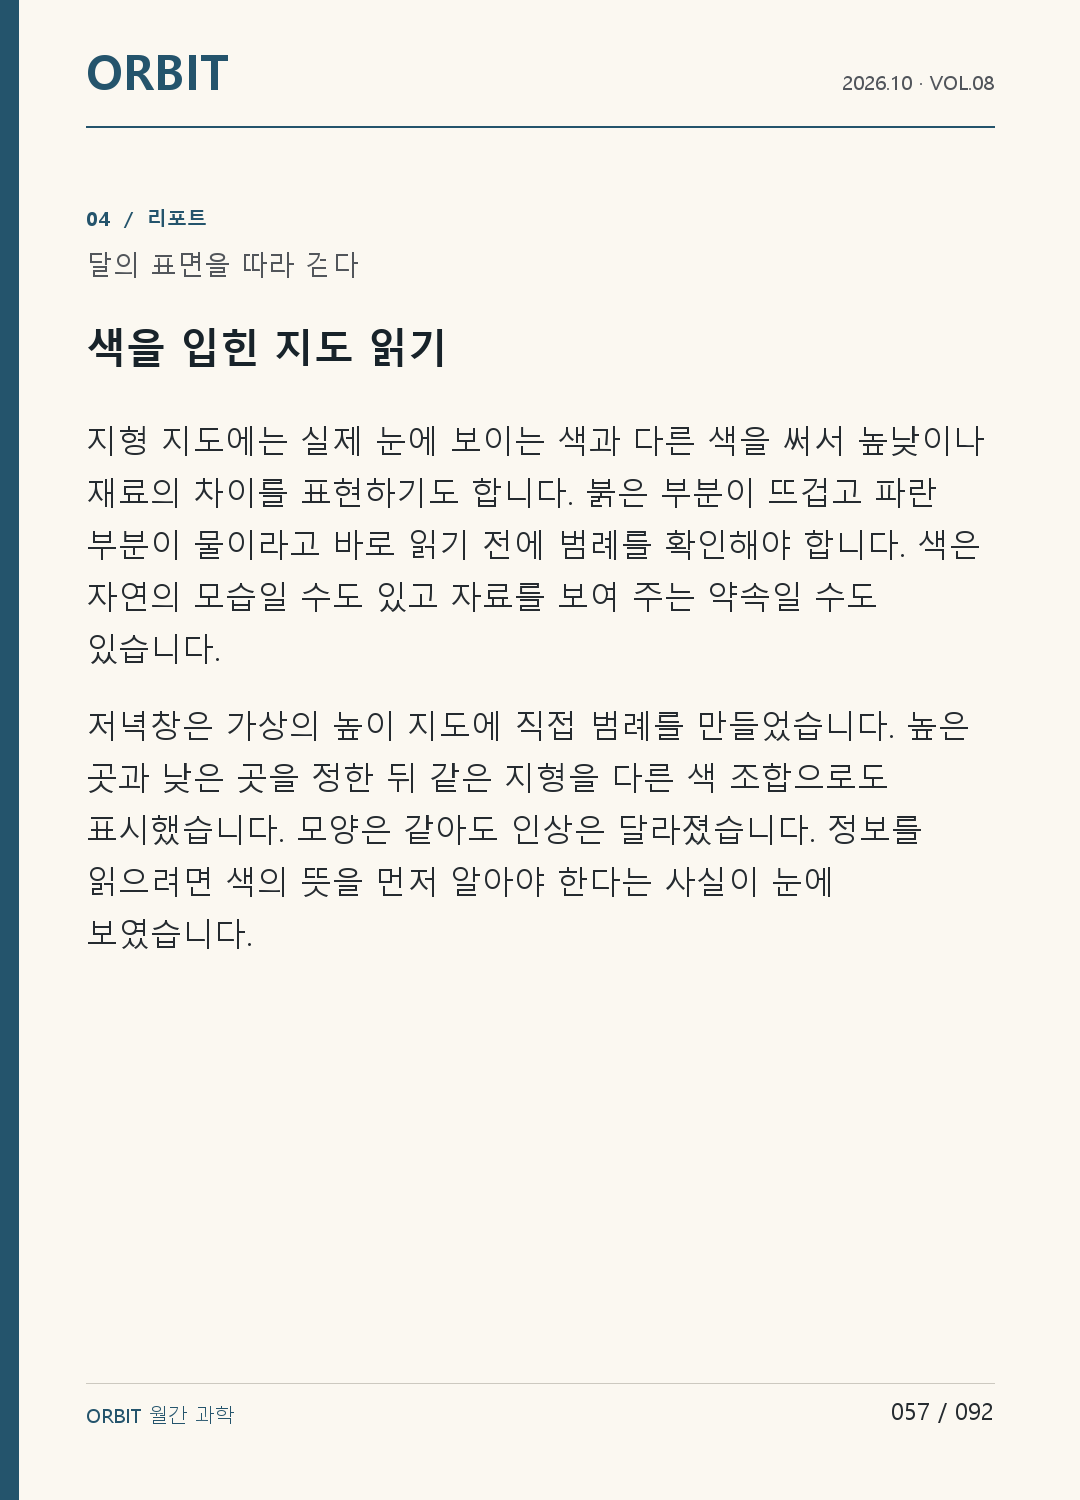 ORBIT
2026.10 · VOL.08
04 / 리포트
달의 표면을 따라 걷다
색을 입힌 지도 읽기
지형 지도에는 실제 눈에 보이는 색과 다른 색을 써서 높낮이나
재료의 차이를 표현하기도 합니다. 붉은 부분이 뜨겁고 파란
부분이 물이라고 바로 읽기 전에 범례를 확인해야 합니다. 색은
자연의 모습일 수도 있고 자료를 보여 주는 약속일 수도
있습니다.
저녁창은 가상의 높이 지도에 직접 범례를 만들었습니다. 높은
곳과 낮은 곳을 정한 뒤 같은 지형을 다른 색 조합으로도
표시했습니다. 모양은 같아도 인상은 달라졌습니다. 정보를
읽으려면 색의 뜻을 먼저 알아야 한다는 사실이 눈에
보였습니다.
ORBIT 월간 과학
057 / 092